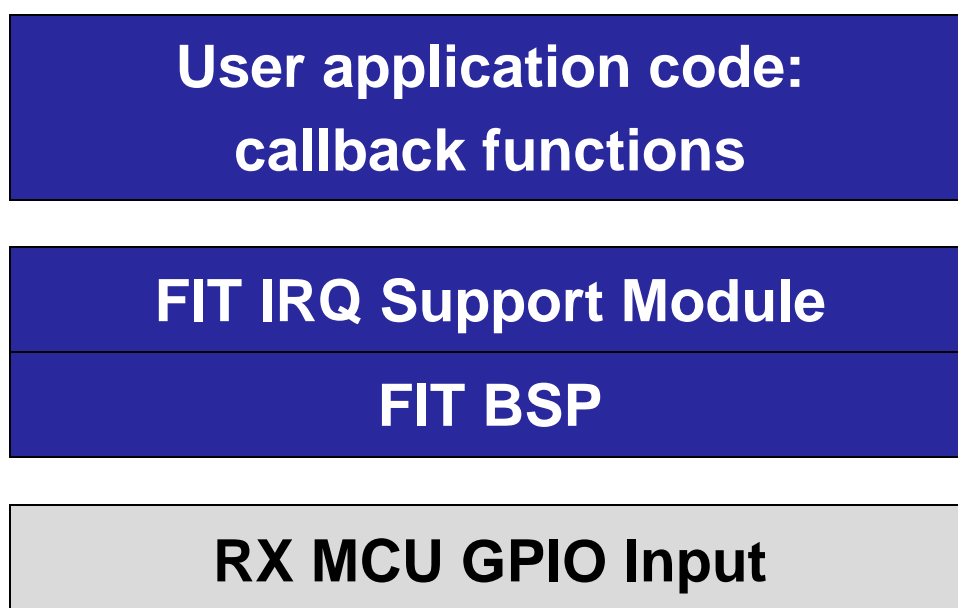 User application code:
callback functions
FIT IRQ Support Module
FIT BSP
RX MCU GPIO Input